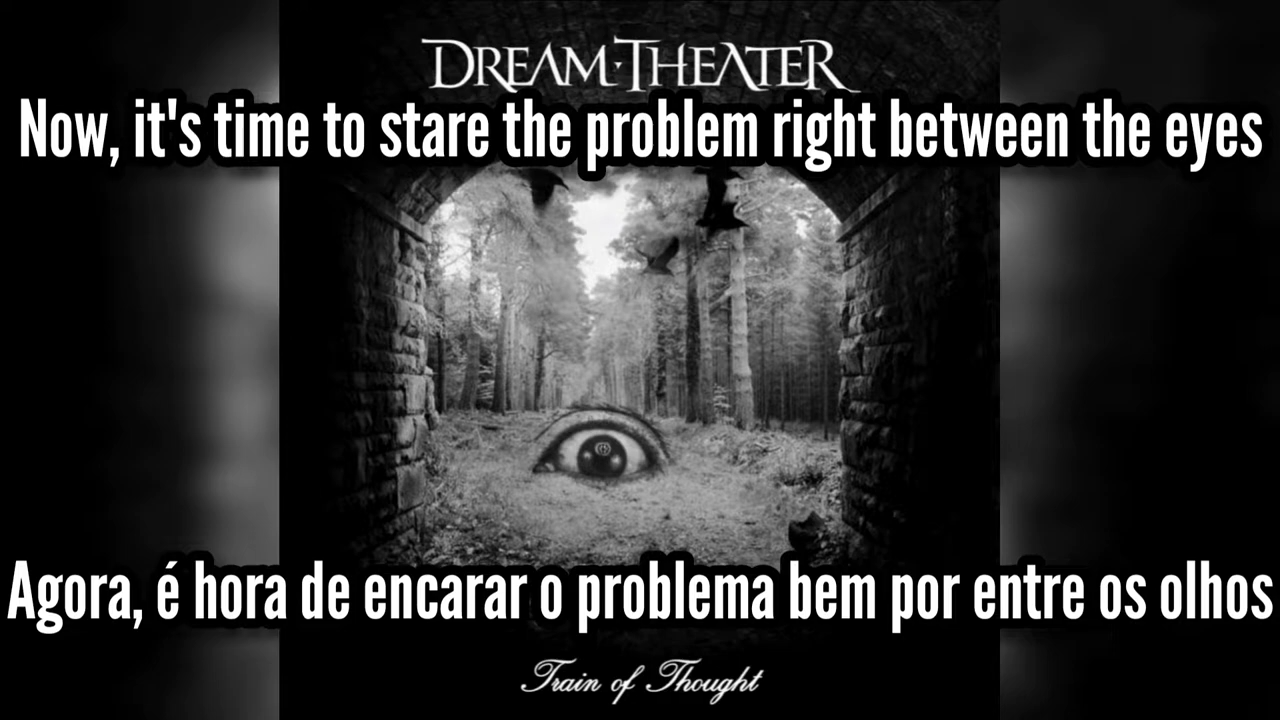 DREAM THEATER
Now, it's time to stare the problem right between the eyes
Agora, é hora de encarar o problema bem por entre os olhos
Train of Thought